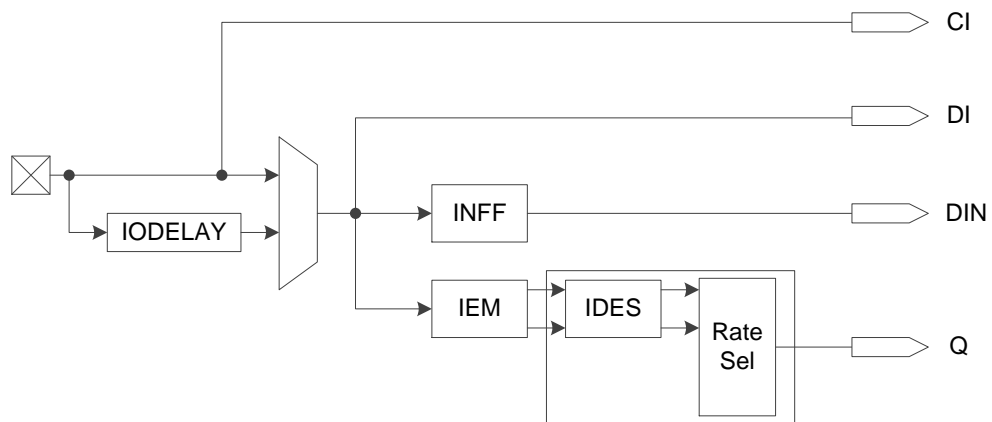 CI
DI
IODELAY
INFF
DIN
IEM
IDES
Rate
Sel
Q